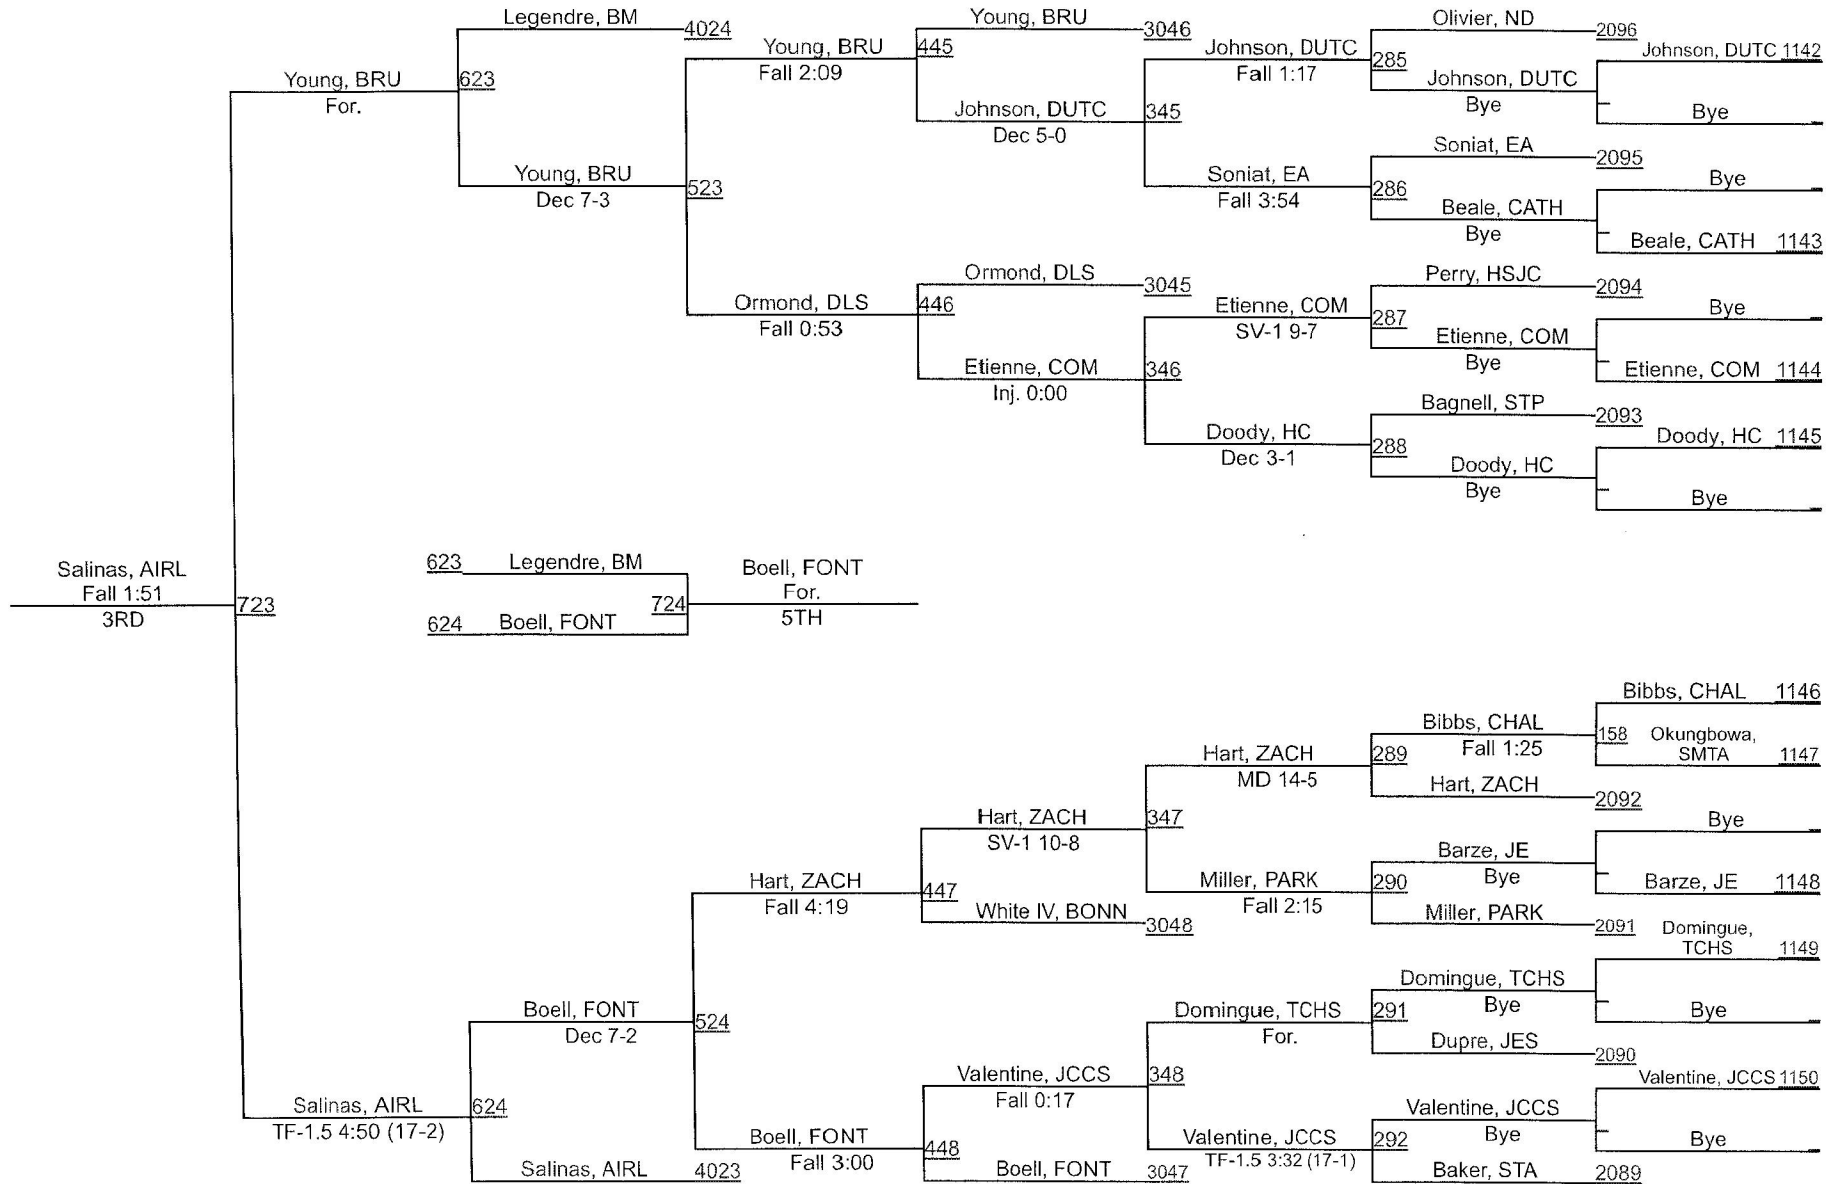 Legendre, BM
4024
Young, BRU
3046
Olivier, ND
2096
Johnson, DUTC 1142
Young, BRU
Fall 2:09
445
Johnson, DUTC
Fall 1:17
285
Johnson, DUTC
Bye
Bye
Young, BRU
For.
623
Johnson, DUTC
Dec 5-0
345
Soniat, EA
2095
Bye
Young, BRU
Dec 7-3
523
Soniat, EA
Fall 3:54
286
Beale, CATH
Bye
Beale, CATH 1143
Ormond, DLS
3045
Perry, HSJC
2094
Bye
Ormond, DLS
Fall 0:53
446
Etienne, COM
SV-1 9-7
287
Etienne, COM
Bye
Etienne, COM 1144
Etienne, COM
Inj. 0:00
346
Bagnell, STP
2093
Doody, HC 1145
Doody, HC
Dec 3-1
288
Doody, HC
Bye
Bye
Salinas, AIRL
Fall 1:51
3RD
723
623 Legendre, BM
624 Boell, FONT
724
Boell, FONT
For.
5TH
Bibbs, CHAL 1146
Bibbs, CHAL
Fall 1:25
158
Okungbowa,
SMTA 1147
Hart, ZACH
MD 14-5
289
Hart, ZACH
2092
Bye
Hart, ZACH
SV-1 10-8
347
Barze, JE
Bye
Barze, JE 1148
Hart, ZACH
Fall 4:19
447
Miller, PARK
Fall 2:15
290
Miller, PARK
2091
White IV, BONN
3048
Domingue,
TCHS 1149
Domingue, TCHS
Bye
Bye
Boell, FONT
Dec 7-2
524
Domingue, TCHS
For.
291
Dupre, JES
2090
Valentine, JCCS
Fall 0:17
348
Valentine, JCCS 1150
Valentine, JCCS
Bye
Bye
Salinas, AIRL
TF-1.5 4:50 (17-2)
624
Boell, FONT
Fall 3:00
448
Valentine, JCCS
TF-1.5 3:32 (17-1)
292
Salinas, AIRL
4023
Boell, FONT
3047
Baker, STA
2089